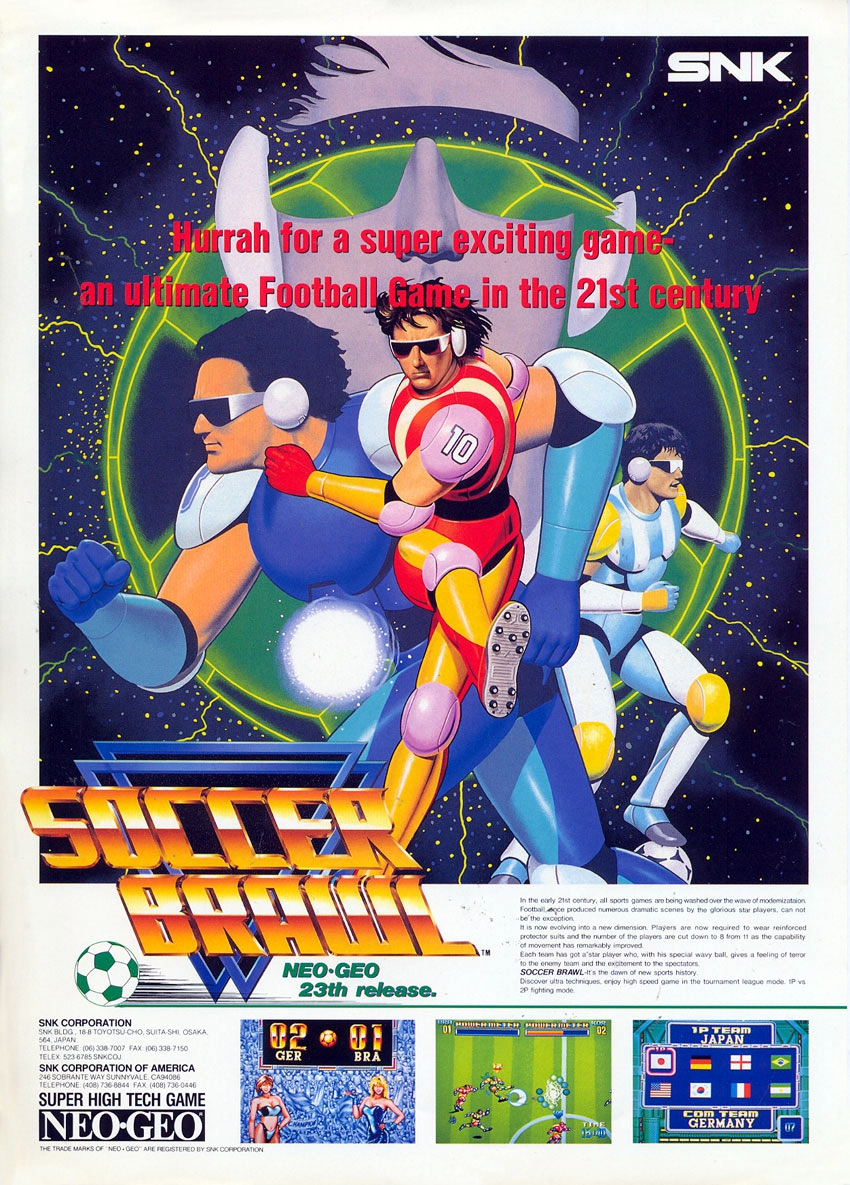 SNK
Hurrah for a super exciting game-
an ultimate Football Game in the 21st century
10
SOCCER
BRAWL™
NEO·GEO
23th release.
In the early 21st century, all sports games are being washed over the wave of modernizataion.
Football, once produced numerous dramatic scenes by the glorious star players, can not
be the exception.
It is now evolving into a new dimension. Players are now required to wear reinforced
protector suits and the number of the players are cut down to 8 from 11 as the capability
of movement has remarkably improved.
Each team has got a star player who, with his special wavy ball, gives a feeling of terror
to the enemy team and the excitement to the spectators.
SOCCER BRAWL-It's the dawn of new sports history.
Discover ultra techniques, enjoy high speed game in the tournament league mode. 1P vs
2P fighting mode.
SNK CORPORATION
SNK BLDG., 18-8 TOYOTSU-CHO, SUITA-SHI. OSAKA,
564, JAPAN
TELEPHONE: (06) 338-7007 FAX: (06) 338-7150
TELEX: 523-6785 SNKCOJ.
SNK CORPORATION OF AMERICA
246 SOBRANTE WAY SUNNYVALE, CA94086
TELEPHONE: (408) 736-8844 FAX: (408) 736-0446
SUPER HIGH TECH GAME
NEO·GEO
THE TRADE MARKS OF "NEO·GEO" ARE REGISTERED BY SNK CORPORATION
02 01
GER BRA
POWER METER POWER METER
01 02
TIME
1P TEAM
JAPAN
COM TEAM
GERMANY
07